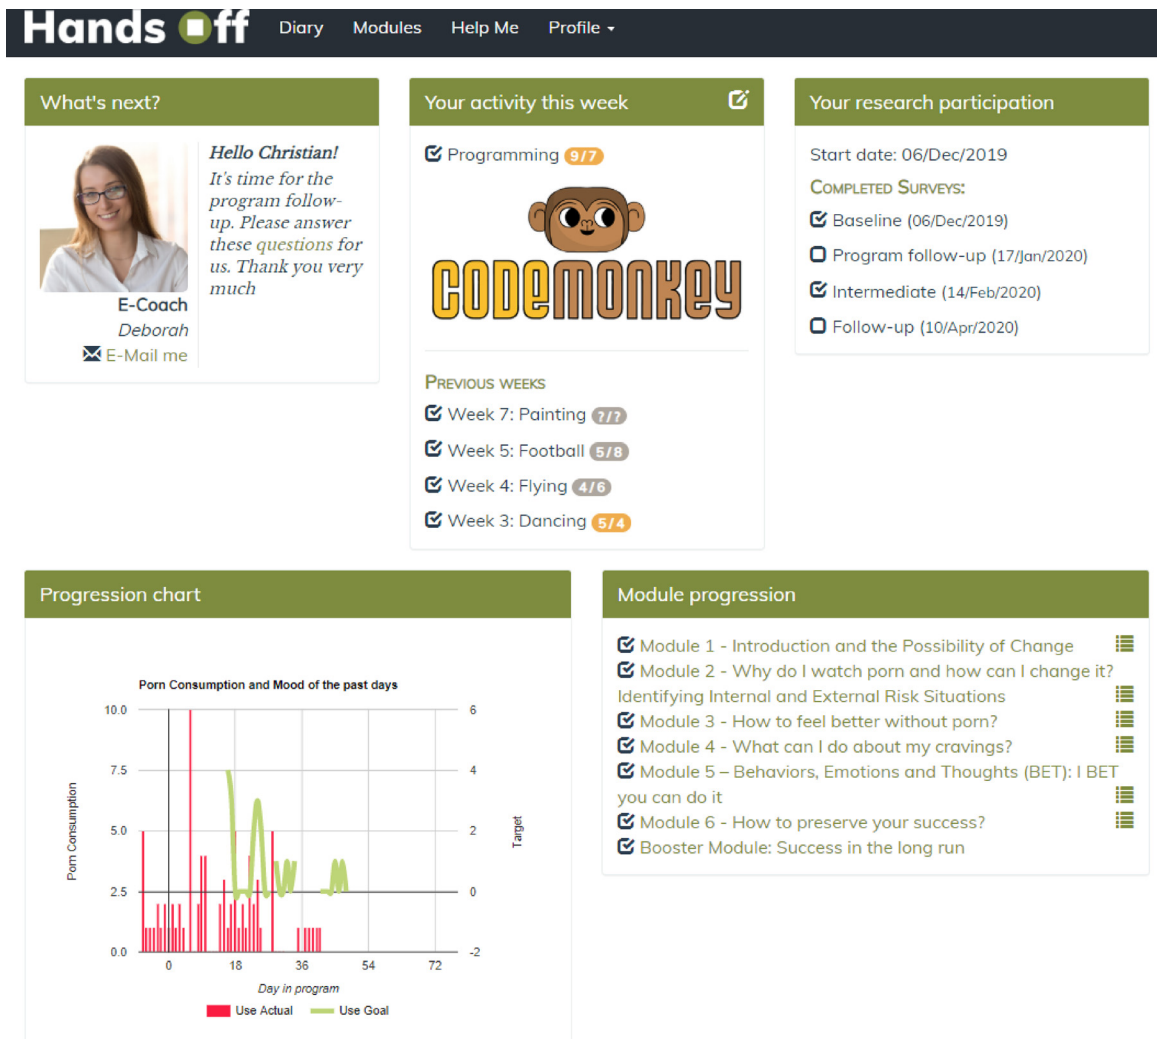 Hands Off Diary Modules Help Me Profile
What's next?
Hello Christian!
It's time for the
program follow-
up. Please answer
these questions for
us. Thank you very
much
E-Coach
Deborah
E-Mail me
Your activity this week
Programming 9/7
CODEMONKEY
PREVIOUS WEEKS
Week 7: Painting ?/?
Week 5: Football 5/8
Week 4: Flying 4/6
Week 3: Dancing 5/4
Your research participation
Start date: 06/Dec/2019
COMPLETED SURVEYS:
Baseline (06/Dec/2019)
Program follow-up (17/Jan/2020)
Intermediate (14/Feb/2020)
Follow-up (10/Apr/2020)
Progression chart
Porn Consumption and Mood of the past days
10.0
7.5
5.0
2.5
0.0
Porn Consumption
6
4
2
0
-2
Target
0 18 36 54 72
Day in program
Use Actual Use Goal
Module progression
Module 1 - Introduction and the Possibility of Change
Module 2 - Why do I watch porn and how can I change it?
Identifying Internal and External Risk Situations
Module 3 - How to feel better without porn?
Module 4 - What can I do about my cravings?
Module 5 – Behaviors, Emotions and Thoughts (BET): I BET
you can do it
Module 6 - How to preserve your success?
Booster Module: Success in the long run